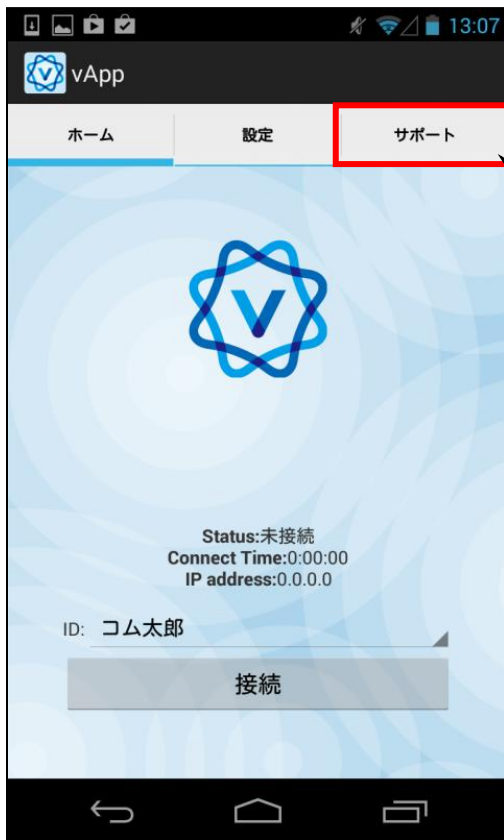 13:07
vApp
ホーム 設定 サポート
V
Status:未接続
Connect Time:0:00:00
IP address:0.0.0.0
ID: コム太郎
接続